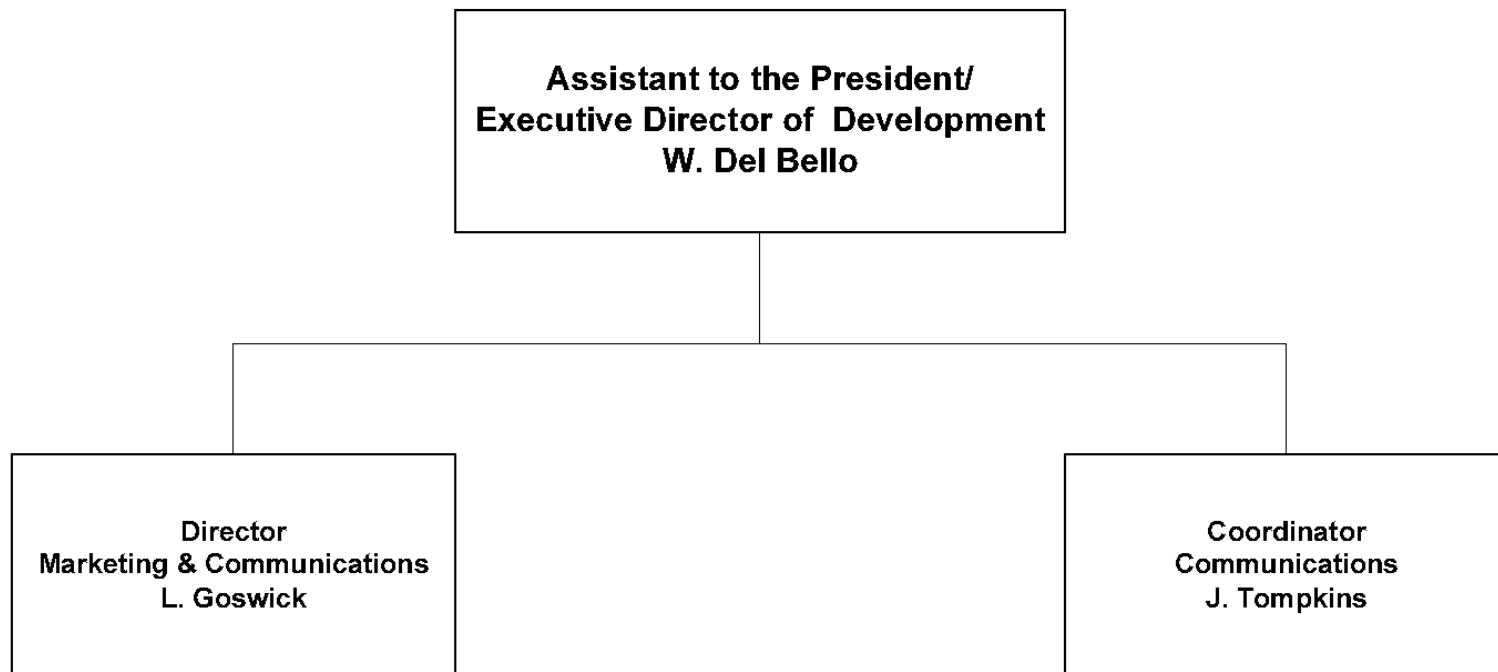 Assistant to the President/
Executive Director of Development
W. Del Bello
Director
Marketing & Communications
L. Goswick
Coordinator
Communications
J. Tompkins